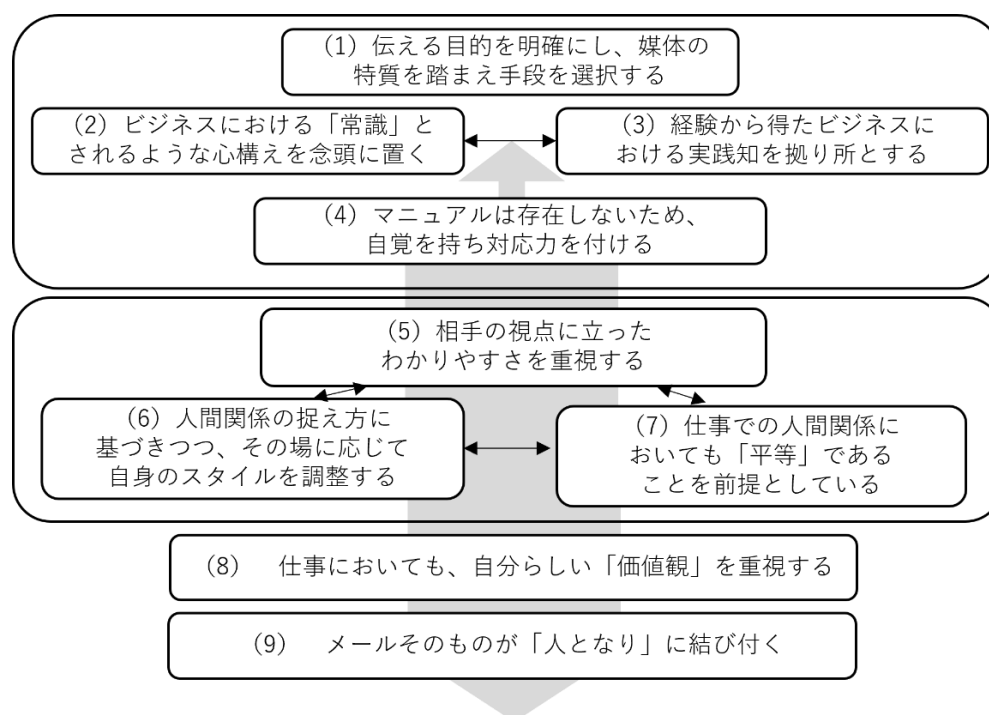 （1）伝える目的を明確にし、媒体の
特質を踏まえ手段を選択する
（2）ビジネスにおける「常識」と
されるような心構えを念頭に置く
（3）経験から得たビジネスに
おける実践知を拠り所とする
（4）マニュアルは存在しないため、
自覚を持ち対応力を付ける
（5）相手の視点に立った
わかりやすさを重視する
（6）人間関係の捉え方に
基づきつつ、その場に応じて
自身のスタイルを調整する
（7）仕事での人間関係に
おいても「平等」である
ことを前提としている
（8）　仕事においても、自分らしい「価値観」を重視する
（9）　メールそのものが「人となり」に結び付く